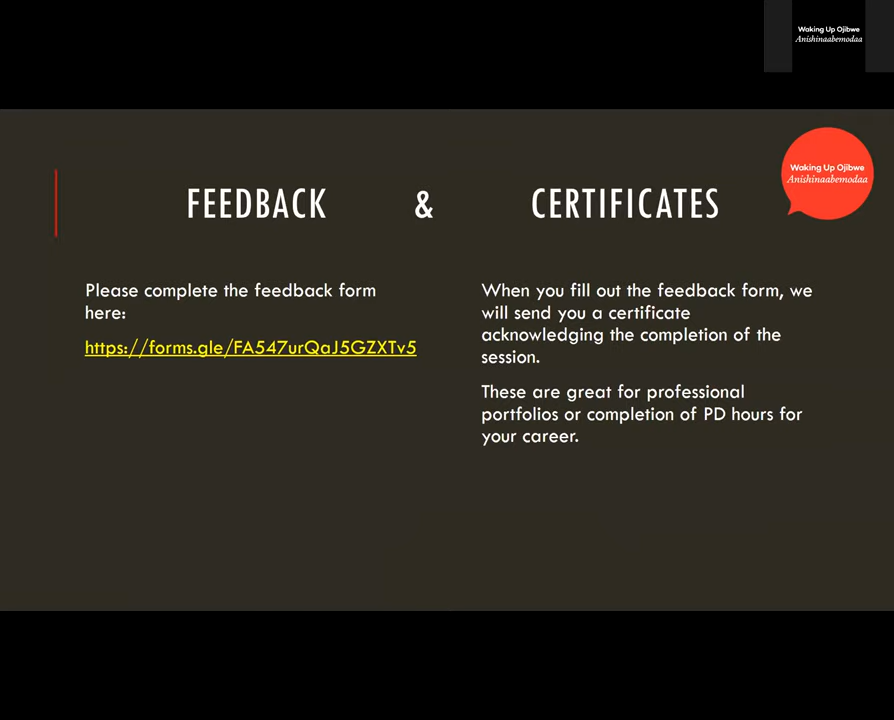 Waking Up Ojibwe
Anishinaabemodaa
Waking Up Ojibwe
Anishinaabemodaa
FEEDBACK & CERTIFICATES
Please complete the feedback form
here:
https://forms.gle/FA547urQaJ5GZXTv5
When you fill out the feedback form, we
will send you a certificate
acknowledging the completion of the
session.
These are great for professional
portfolios or completion of PD hours for
your career.